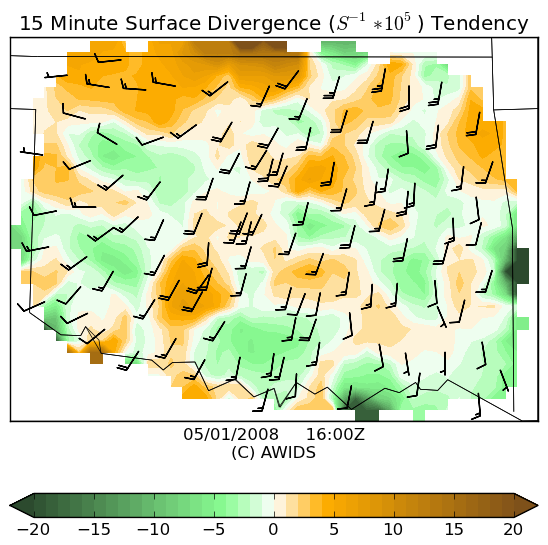 15 Minute Surface Divergence (S⁻¹ *10⁵ ) Tendency
05/01/2008 16:00Z
(C) AWIDS
−20 −15 −10 −5 0 5 10 15 20